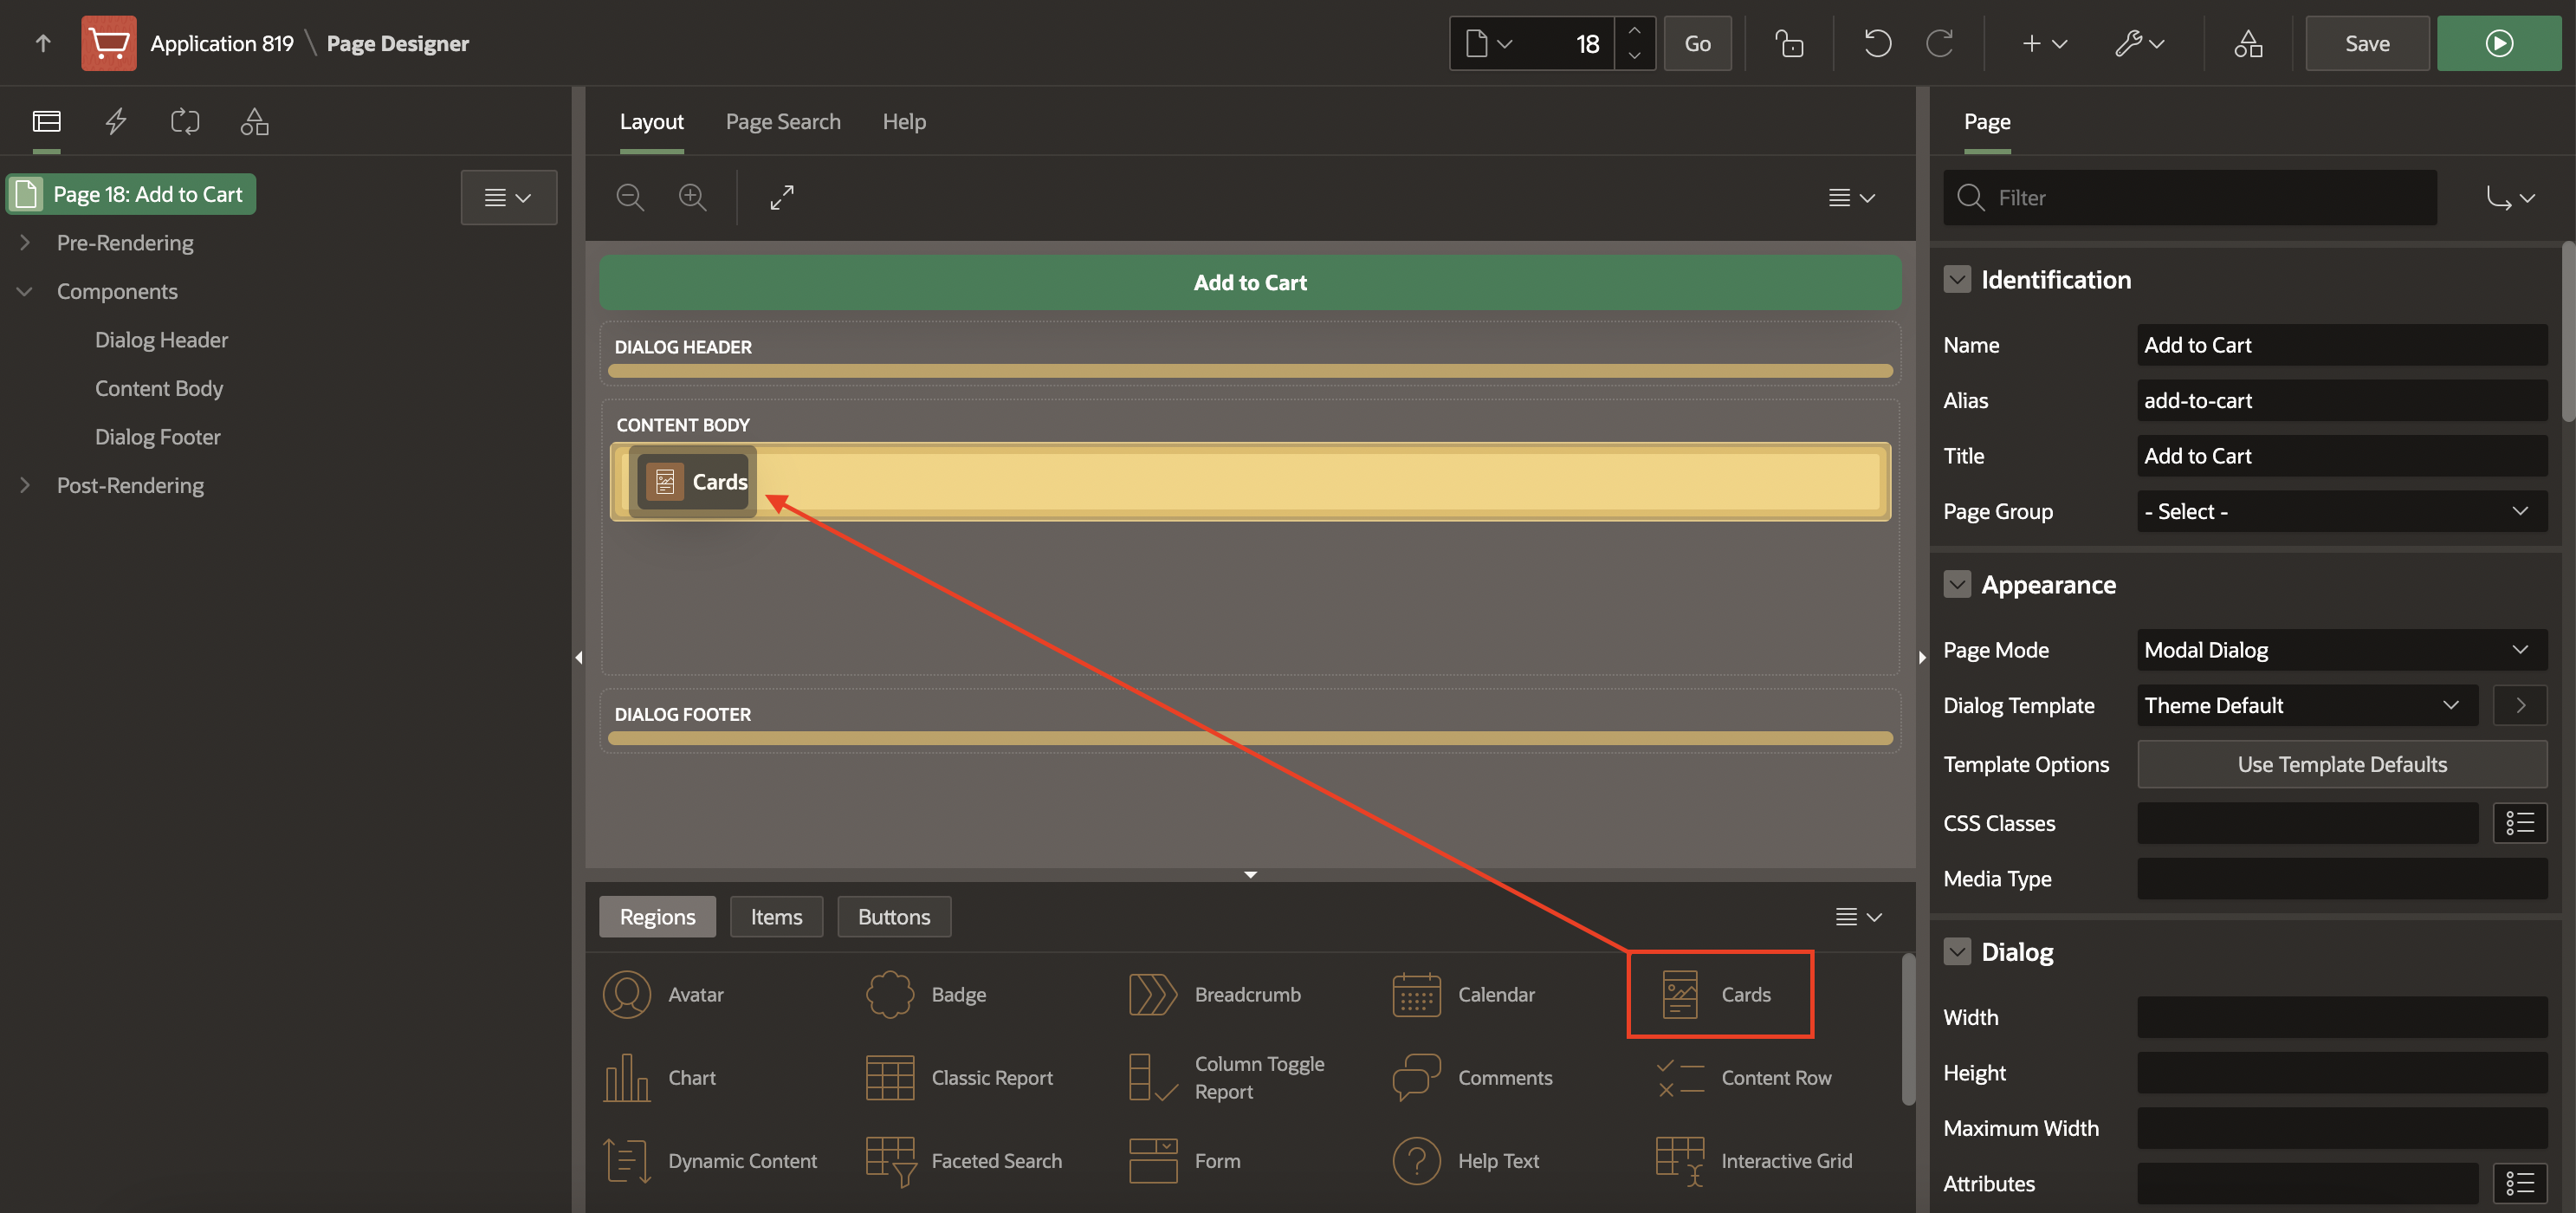 Application 819 \ Page Designer
18
Go
Save
Page 18: Add to Cart
Pre-Rendering
Components
Dialog Header
Content Body
Dialog Footer
Post-Rendering
Layout
Page Search
Help
Add to Cart
DIALOG HEADER
CONTENT BODY
Cards
DIALOG FOOTER
Regions
Items
Buttons
Avatar
Badge
Breadcrumb
Calendar
Cards
Chart
Classic Report
Column Toggle
Report
Comments
Content Row
Dynamic Content
Faceted Search
Form
Help Text
Interactive Grid
Page
Filter
Identification
Name
Add to Cart
Alias
add-to-cart
Title
Add to Cart
Page Group
- Select -
Appearance
Page Mode
Modal Dialog
Dialog Template
Theme Default
Template Options
Use Template Defaults
CSS Classes
Media Type
Dialog
Width
Height
Maximum Width
Attributes